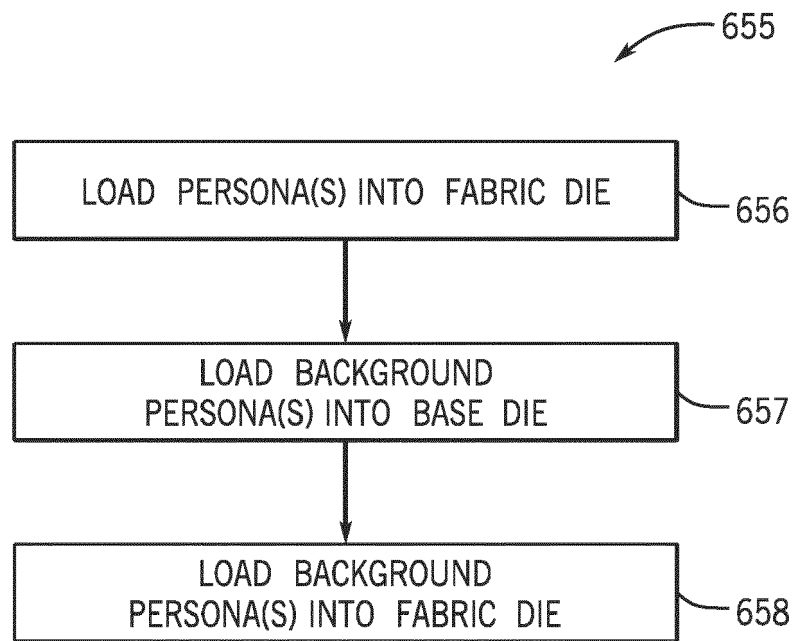 655
LOAD PERSONA(S) INTO FABRIC DIE
656
LOAD BACKGROUND
PERSONA(S) INTO BASE DIE
657
LOAD BACKGROUND
PERSONA(S) INTO FABRIC DIE
658